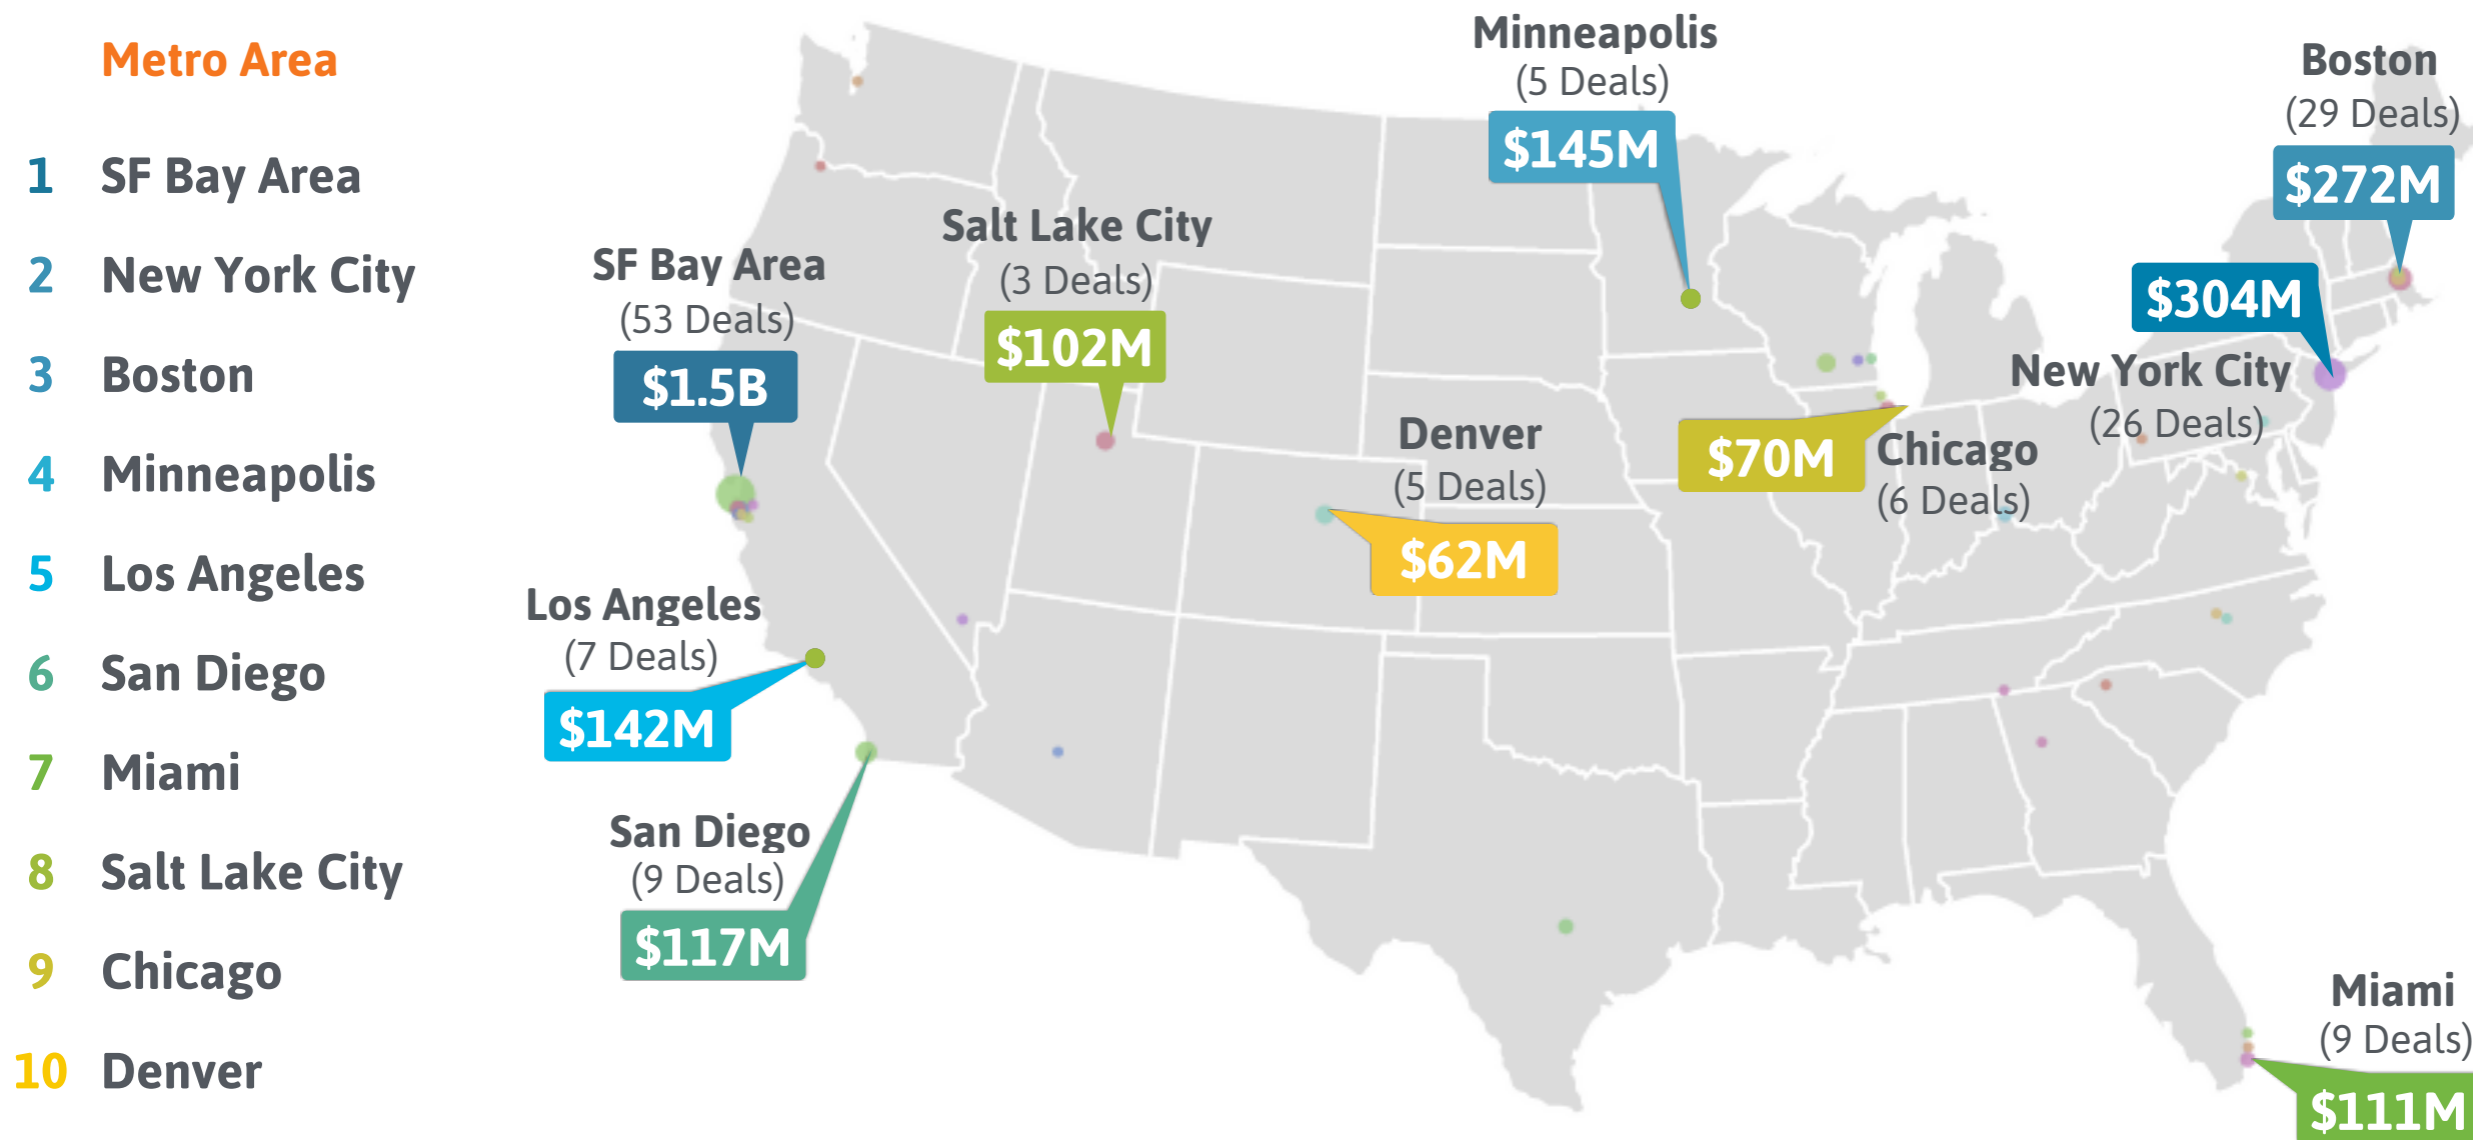 Metro Area
1 SF Bay Area
2 New York City
3 Boston
4 Minneapolis
5 Los Angeles
6 San Diego
7 Miami
8 Salt Lake City
9 Chicago
10 Denver
Minneapolis
(5 Deals)
$145M
Boston
(29 Deals)
$272M
Salt Lake City
(3 Deals)
$102M
SF Bay Area
(53 Deals)
$1.5B
$304M
New York City
(26 Deals)
Denver
(5 Deals)
$62M
$70M
Chicago
(6 Deals)
Los Angeles
(7 Deals)
$142M
San Diego
(9 Deals)
$117M
Miami
(9 Deals)
$111M